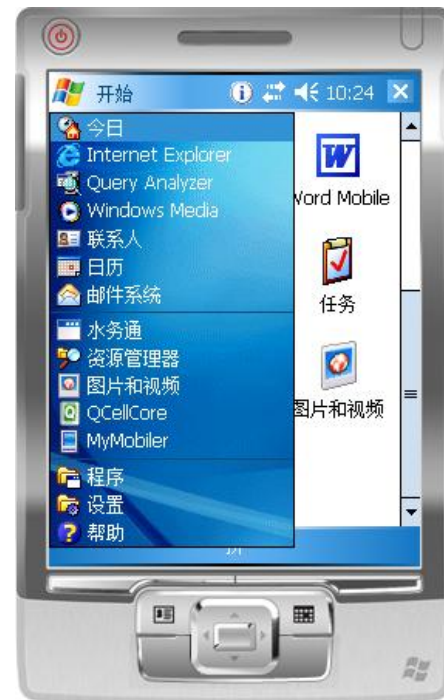 开始 10:24
今日
Internet Explorer
Query Analyzer
Windows Media
联系人
日历
邮件系统
水务通
资源管理器
图片和视频
QCellCore
MyMobiler
程序
设置
帮助
Word Mobile
任务
图片和视频